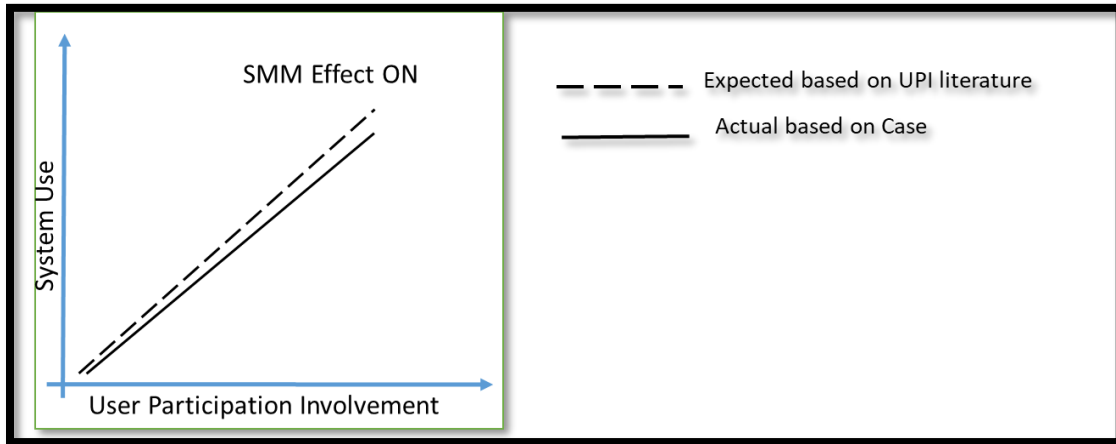 SMM Effect ON
System Use
User Participation Involvement
Expected based on UPI literature
Actual based on Case